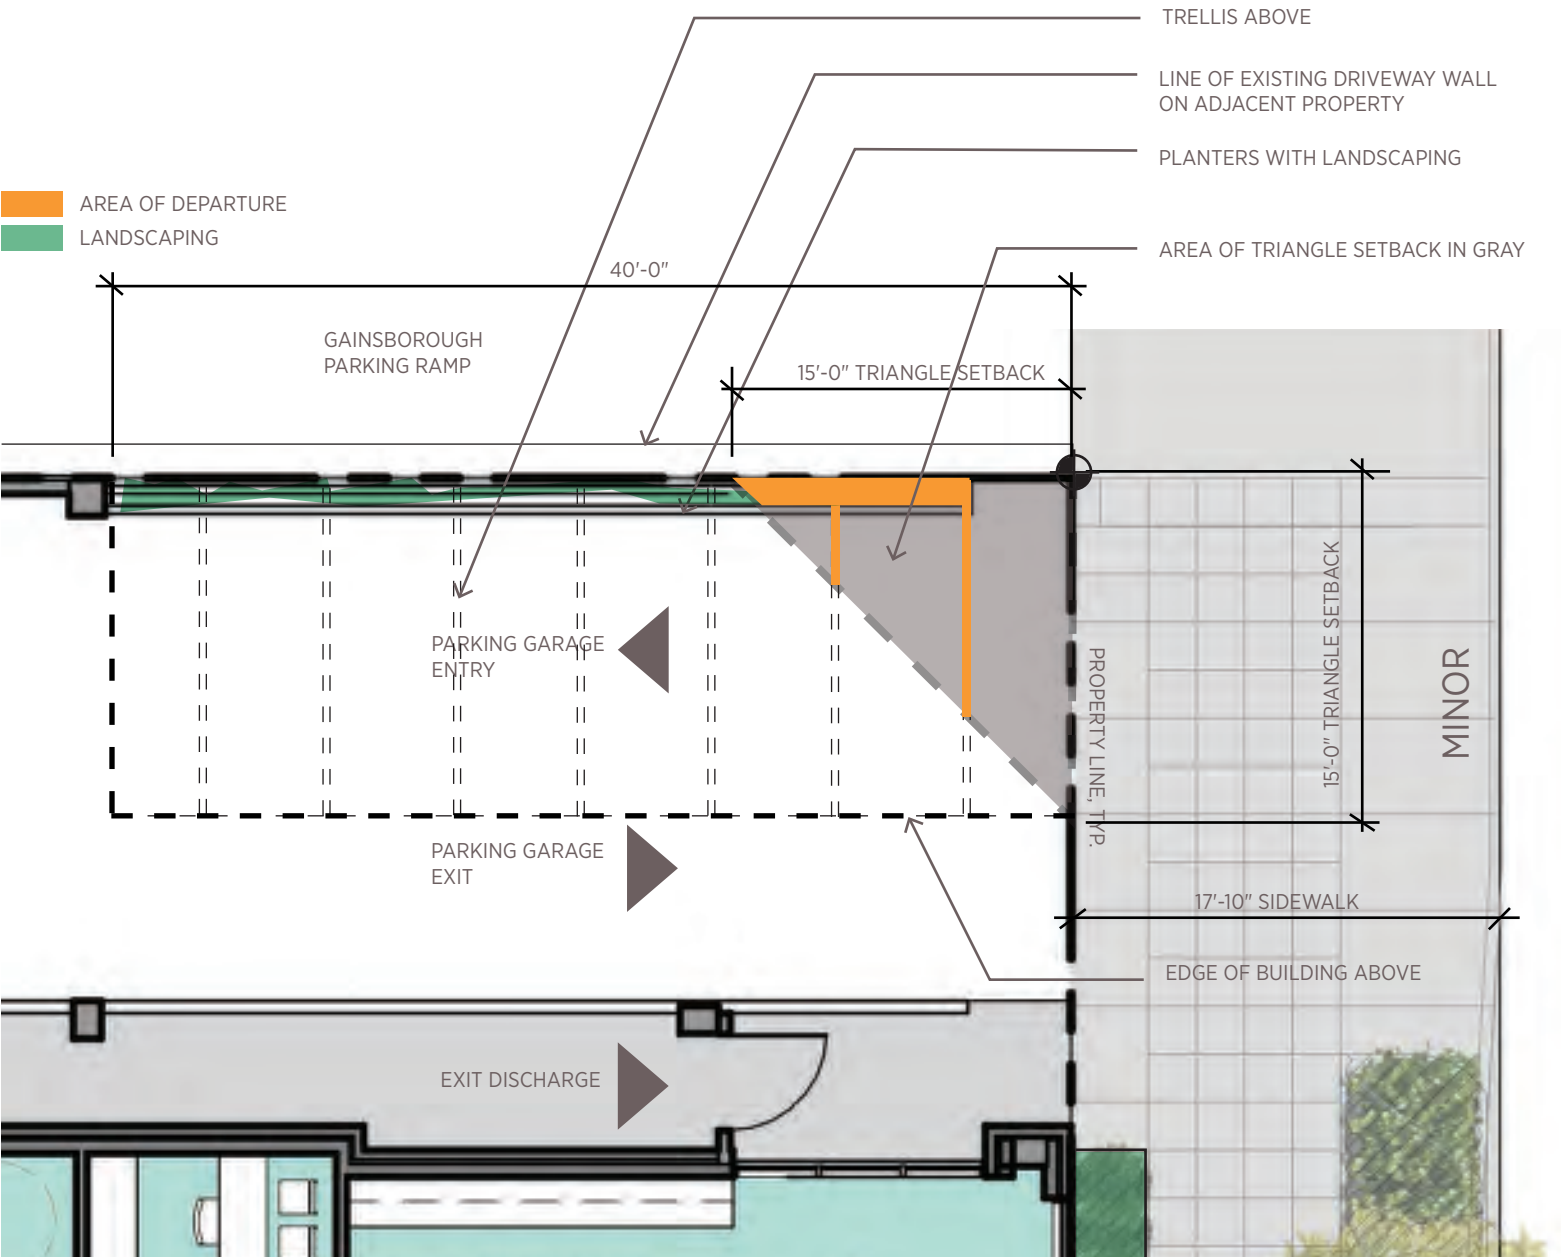 TRELLIS ABOVE
LINE OF EXISTING DRIVEWAY WALL
ON ADJACENT PROPERTY
PLANTERS WITH LANDSCAPING
AREA OF DEPARTURE
LANDSCAPING
AREA OF TRIANGLE SETBACK IN GRAY
40'-0"
GAINSBOROUGH
PARKING RAMP
15'-0" TRIANGLE SETBACK
PARKING GARAGE
ENTRY
PROPERTY LINE, TYP.
15'-0" TRIANGLE SETBACK
MINOR
PARKING GARAGE
EXIT
17'-10" SIDEWALK
EDGE OF BUILDING ABOVE
EXIT DISCHARGE